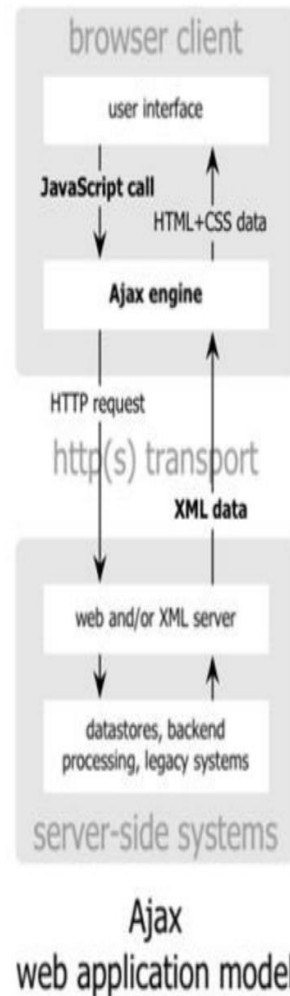 browser client
user interface
JavaScript call
HTML+CSS data
Ajax engine
HTTP request
http(s) transport
XML data
web and/or XML server
datastores, backend
processing, legacy systems
server-side systems
Ajax
web application model